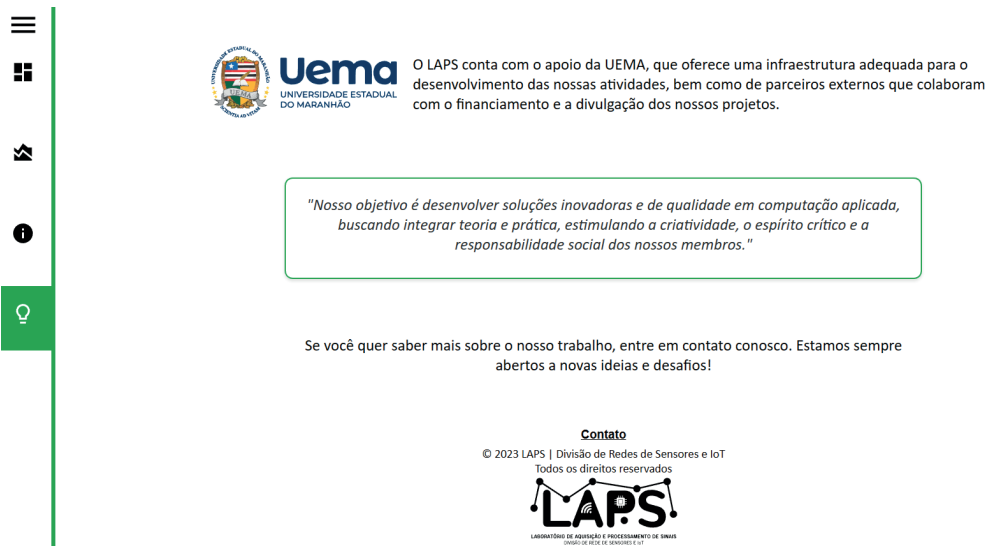 Uema
UNIVERSIDADE ESTADUAL
DO MARANHÃO
O LAPS conta com o apoio da UEMA, que oferece uma infraestrutura adequada para o
desenvolvimento das nossas atividades, bem como de parceiros externos que colaboram
com o financiamento e a divulgação dos nossos projetos.
"Nosso objetivo é desenvolver soluções inovadoras e de qualidade em computação aplicada,
buscando integrar teoria e prática, estimulando a criatividade, o espírito crítico e a
responsabilidade social dos nossos membros."
Se você quer saber mais sobre o nosso trabalho, entre em contato conosco. Estamos sempre
abertos a novas ideias e desafios!
Contato
© 2023 LAPS | Divisão de Redes de Sensores e IoT
Todos os direitos reservados
LAPS
LABORATÓRIO DE AQUISIÇÃO E PROCESSAMENTO DE SINAIS
DIVISÃO DE REDE DE SENSORES E IoT